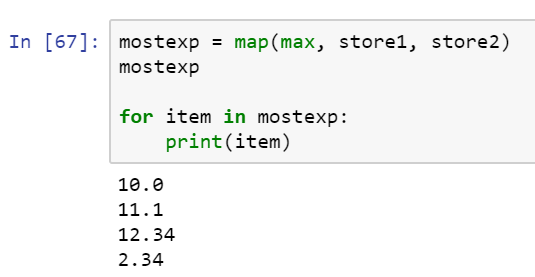 In [67]: mostexp = map(max, store1, store2)
mostexp
for item in mostexp:
    print(item)
10.0
11.1
12.34
2.34